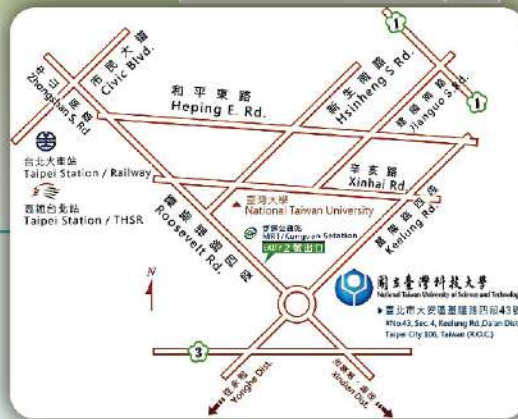 1
市民大道
Civic Blvd.
中山南路
Zhongshan S. Rd
和平東路
Heping E. Rd.
新生南路
Hsinheng S Rd.
建國南路
Jianguo S. Rd.
1
台北火車站
Taipei Station / Railway
高鐵台北站
Taipei Station / THSR
辛亥路
Xinhai Rd.
臺灣大學
National Taiwan University
羅斯福路四段
Roosevelt Rd.
基隆路四段
Keelung Rd.
2號出口
N
國立臺灣科技大學
National Taiwan University of Science and Technology
臺北市大安區基隆路四段43號
#No.43, Sec. 4, Keelung Rd.,Da'an Dist.
Taipei City 106, Taiwan (R.O.C.)
3
往永和
Yonghe Dist.
Xindian Dist.